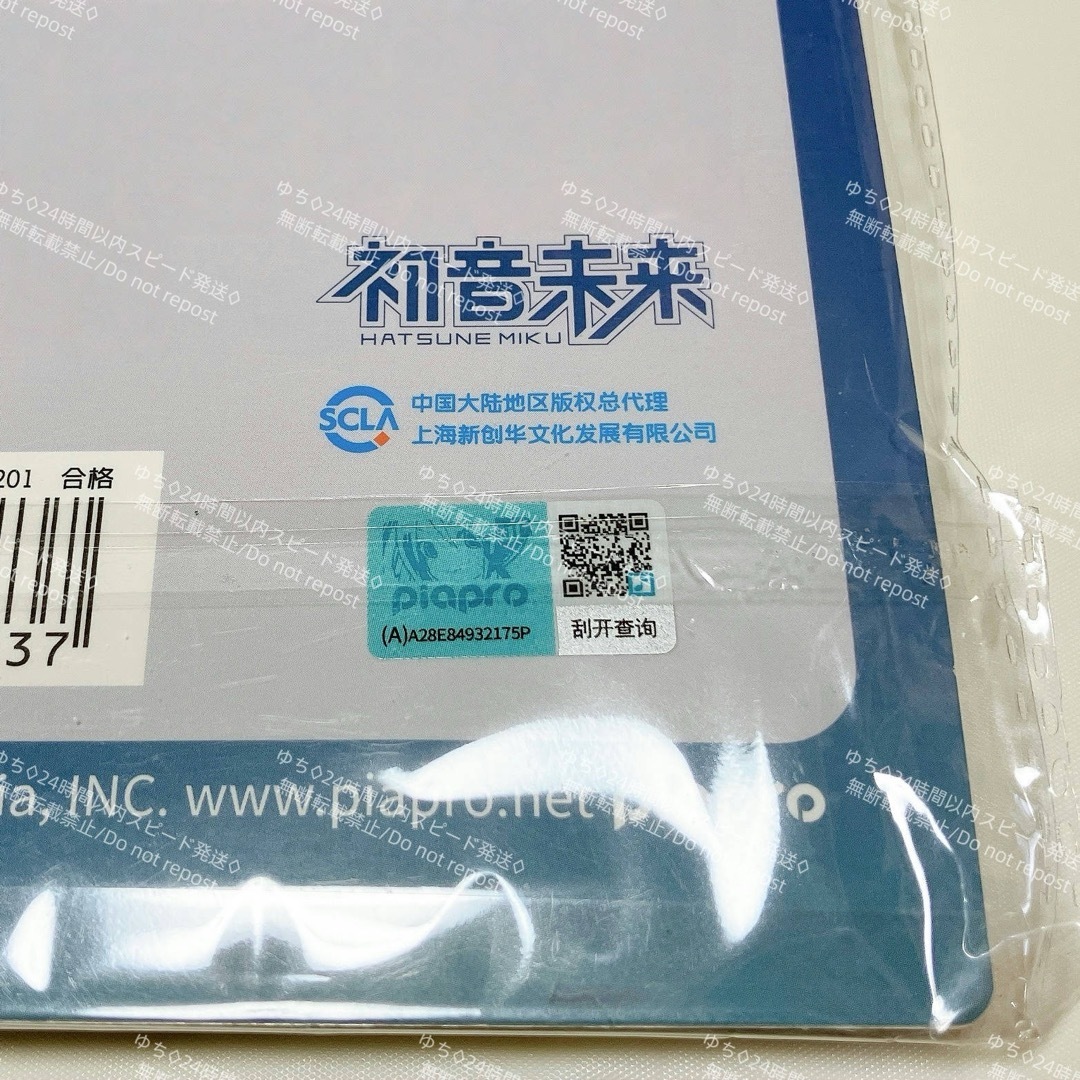 初音未来
HATSUNE MIKU
SCLA
中国大陆地区版权总代理
上海新创华文化发展有限公司
201 合格
37
piapro
(A)A28E84932175P
刮开查询
ia, INC. www.piapro.net
ゆち◇24時間以内スピード発送◇
無断転載禁止/Do not repost